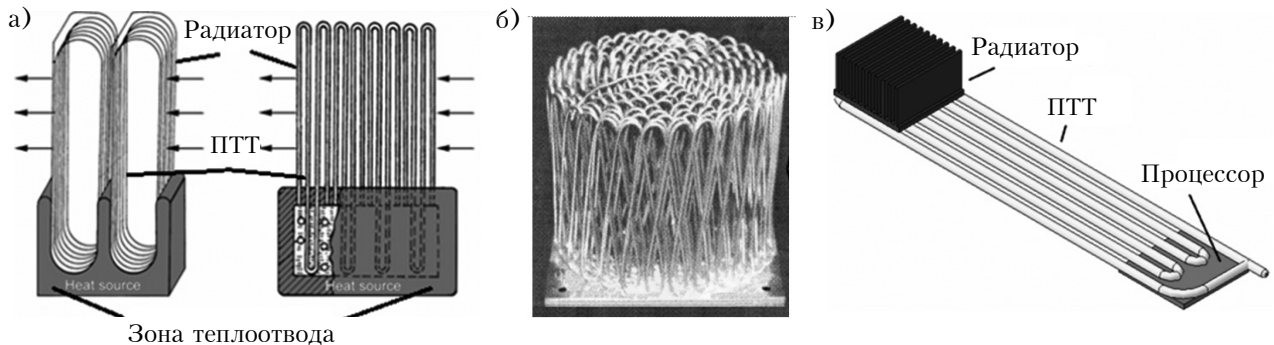 а)
Радиатор
ПТТ
Heat source
Heat source
Зона теплоотвода
б)
в)
Радиатор
ПТТ
Процессор